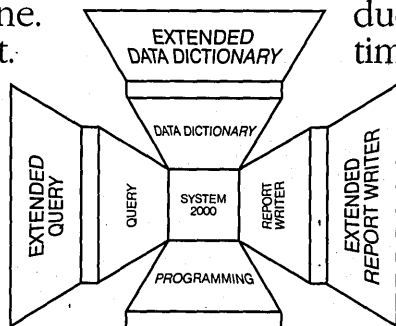 ne.
t.
du
tim
EXTENDED
DATA DICTIONARY
DATA DICTIONARY
EXTENDED
QUERY
QUERY
SYSTEM
2000
REPORT
WRITER
EXTENDED
REPORT WRITER
PROGRAMMING